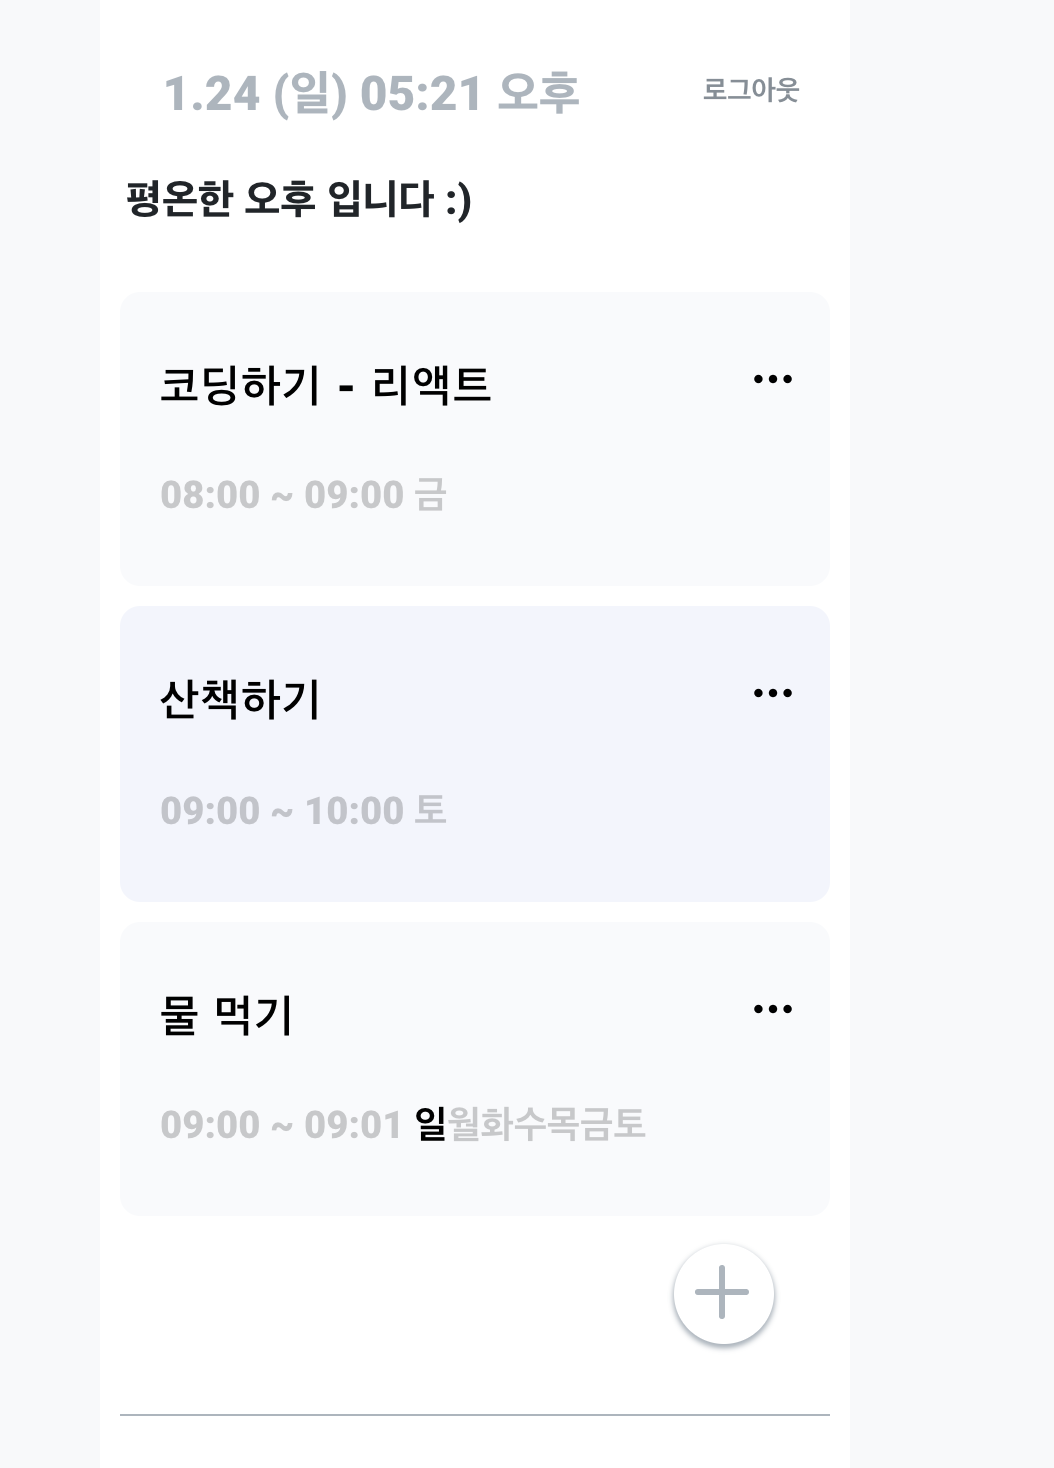 1.24 (일) 05:21 오후 로그아웃
평온한 오후 입니다 :)
코딩하기 - 리액트
08:00 ~ 09:00 금
산책하기
09:00 ~ 10:00 토
물 먹기
09:00 ~ 09:01 일월화수목금토